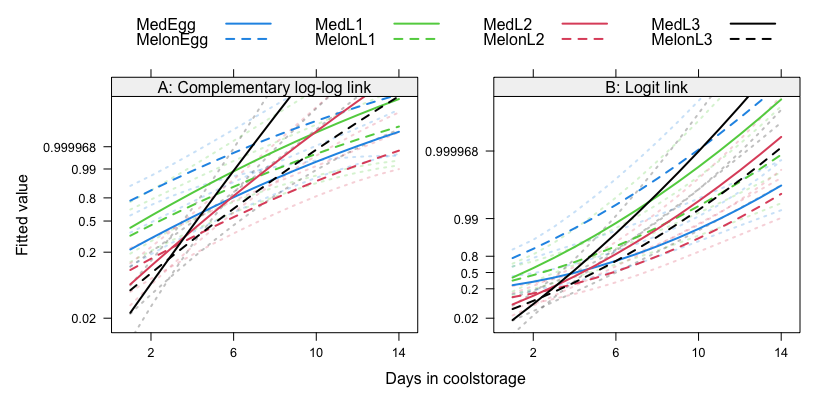 MedEgg MedL1 MedL2 MedL3
MelonEgg MelonL1 MelonL2 MelonL3
A: Complementary log-log link
B: Logit link
Fitted value
0.999968
0.99
0.8
0.5
0.2
0.02
2 6 10 14
0.999968
0.99
0.8
0.5
0.2
0.02
2 6 10 14
Days in coolstorage